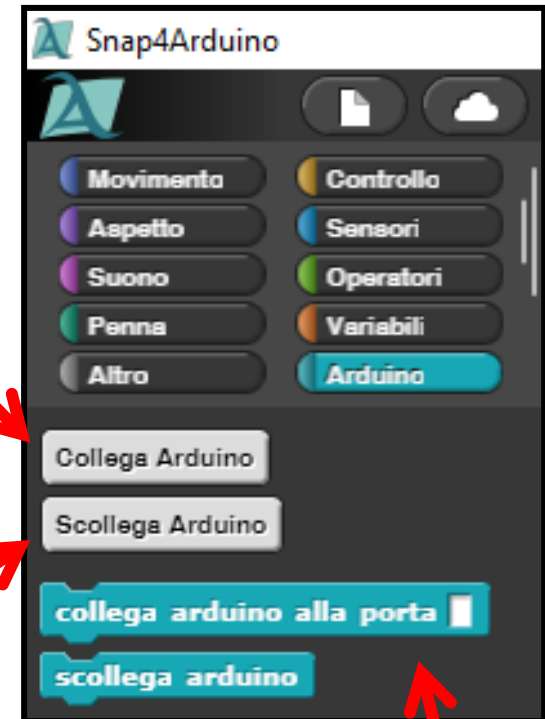 Snap4Arduino
Movimento Controllo
Aspetto Sensori
Suono Operatori
Penna Variabili
Altro Arduino
Collega Arduino
Scollega Arduino
collega arduino alla porta
scollega arduino